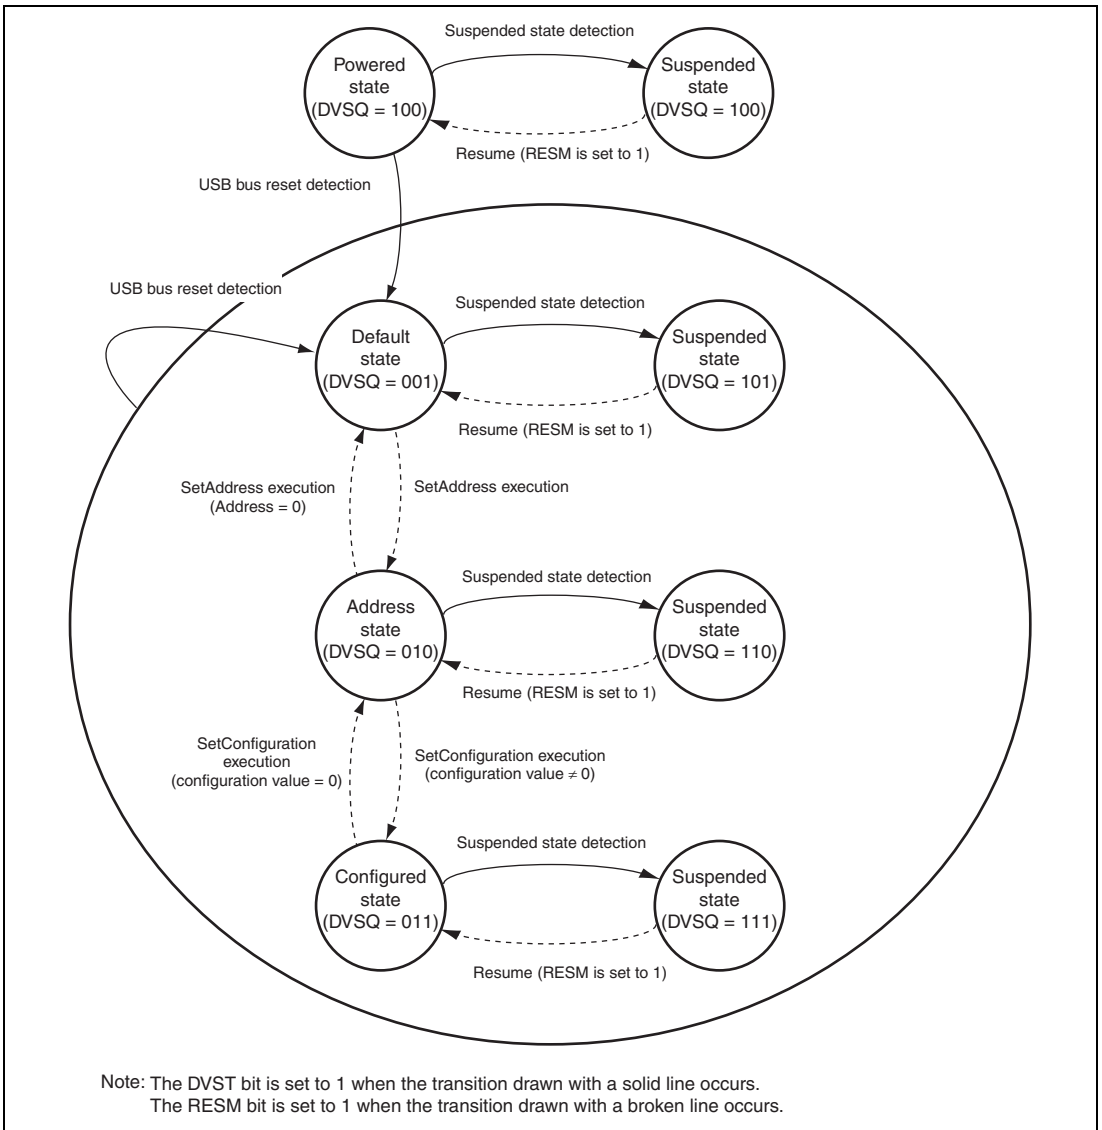 Suspended state detection
Powered
state
(DVSQ = 100)
Suspended
state
(DVSQ = 100)
Resume (RESM is set to 1)
USB bus reset detection
USB bus reset detection
Suspended state detection
Default
state
(DVSQ = 001)
Suspended
state
(DVSQ = 101)
Resume (RESM is set to 1)
SetAddress execution
(Address = 0)
SetAddress execution
Suspended state detection
Address
state
(DVSQ = 010)
Suspended
state
(DVSQ = 110)
Resume (RESM is set to 1)
SetConfiguration
execution
(configuration value = 0)
SetConfiguration execution
(configuration value ≠ 0)
Suspended state detection
Configured
state
(DVSQ = 011)
Suspended
state
(DVSQ = 111)
Resume (RESM is set to 1)
Note: The DVST bit is set to 1 when the transition drawn with a solid line occurs.
The RESM bit is set to 1 when the transition drawn with a broken line occurs.